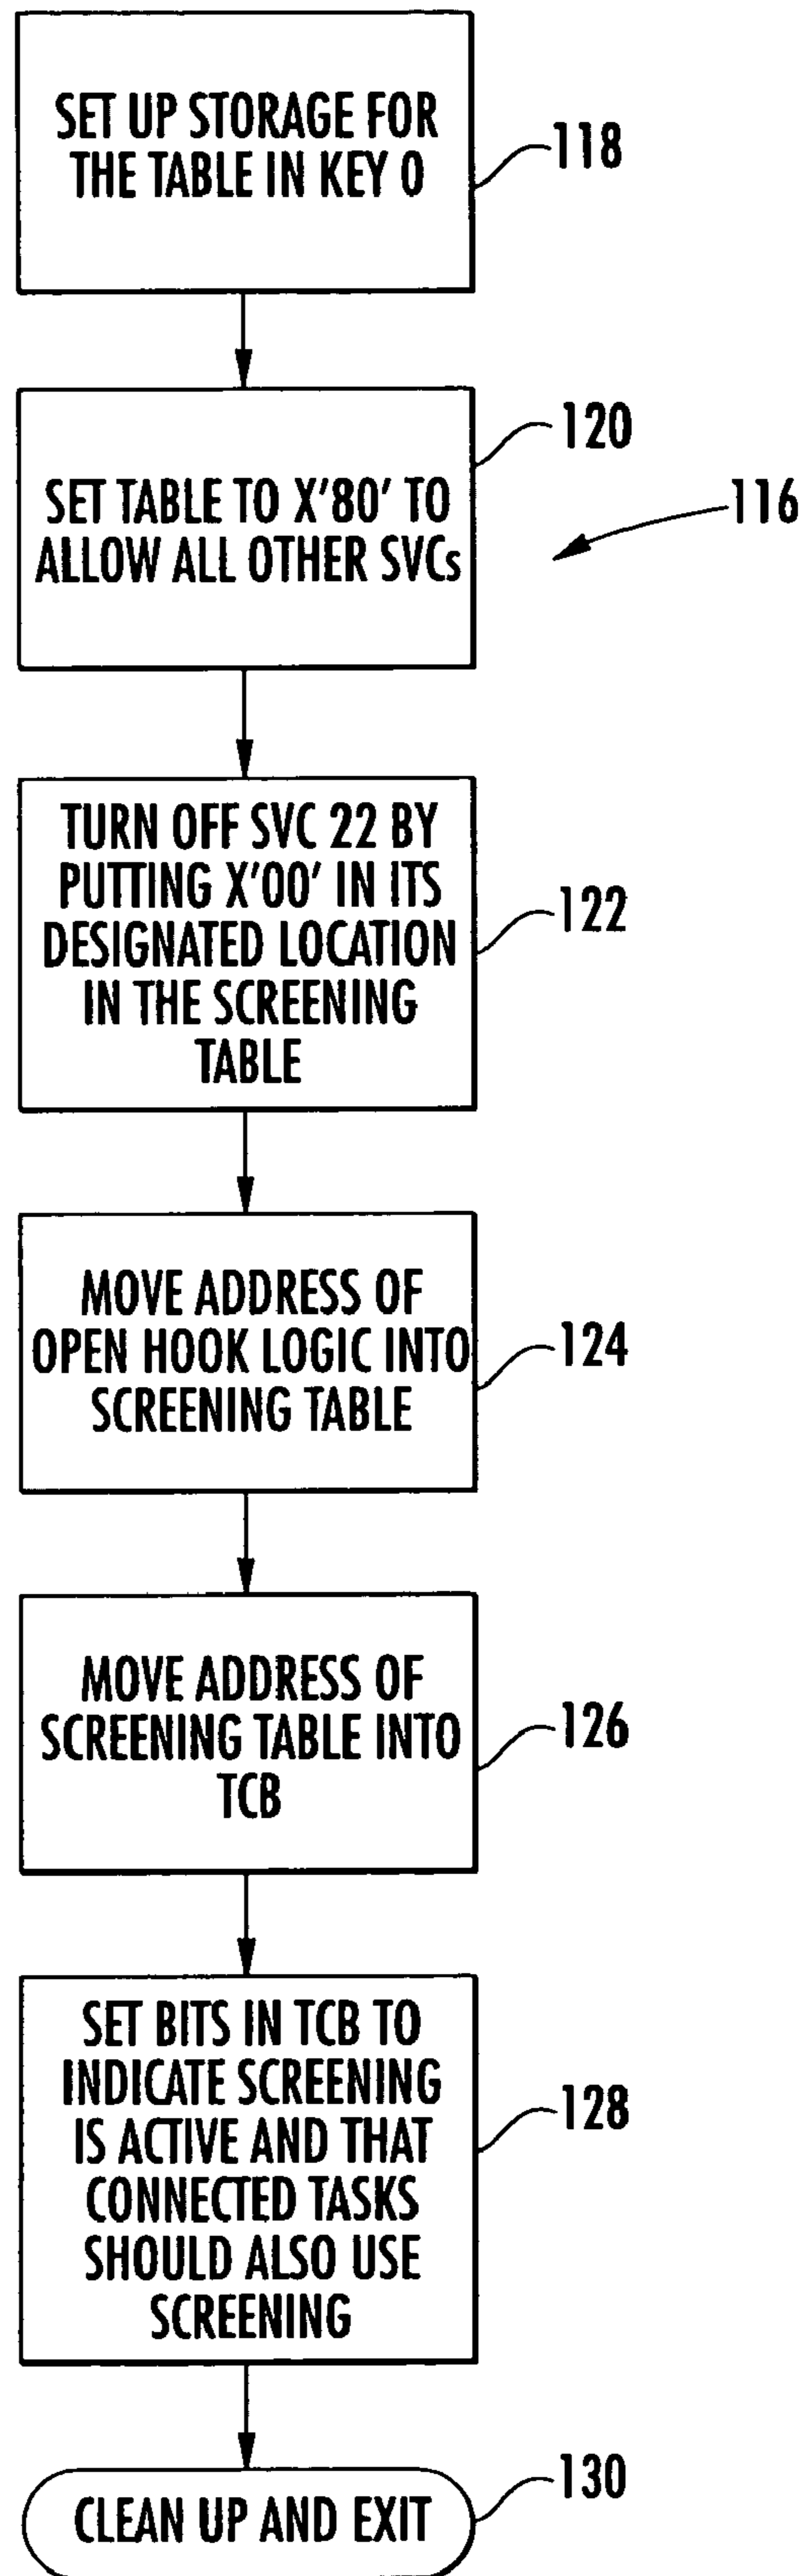 SET UP STORAGE FOR
THE TABLE IN KEY 0
118
120
SET TABLE TO X'80' TO
ALLOW ALL OTHER SVCs
116
TURN OFF SVC 22 BY
PUTTING X'00' IN ITS
DESIGNATED LOCATION
IN THE SCREENING
TABLE
122
MOVE ADDRESS OF
OPEN HOOK LOGIC INTO
SCREENING TABLE
124
MOVE ADDRESS OF
SCREENING TABLE INTO
TCB
126
SET BITS IN TCB TO
INDICATE SCREENING
IS ACTIVE AND THAT
CONNECTED TASKS
SHOULD ALSO USE
SCREENING
128
CLEAN UP AND EXIT
130